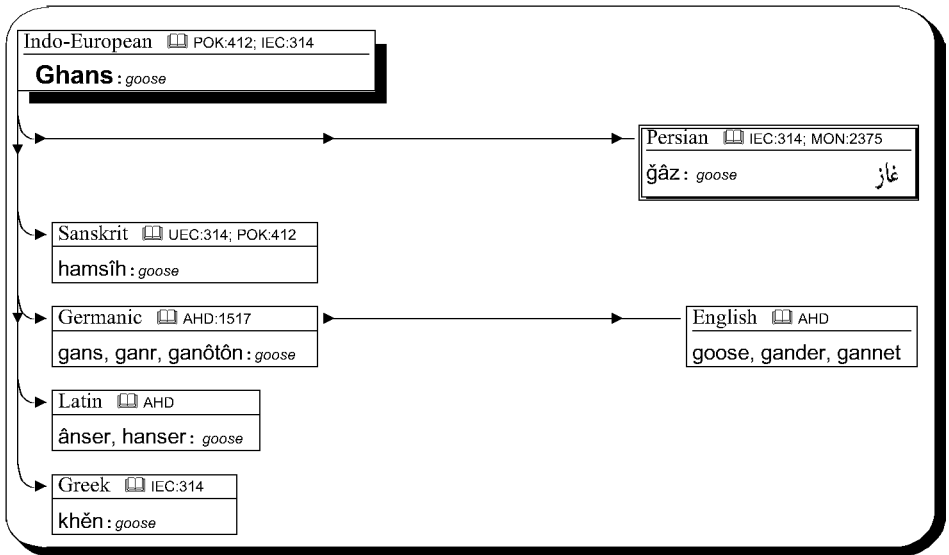 Indo-European POK:412; IEC:314
Ghans: goose
Persian IEC:314; MON:2375
ğâz: goose غاز
Sanskrit UEC:314; POK:412
hamsîh: goose
Germanic AHD:1517
gans, ganr, ganôtôn: goose
English AHD
goose, gander, gannet
Latin AHD
ânser, hanser: goose
Greek IEC:314
khěn: goose